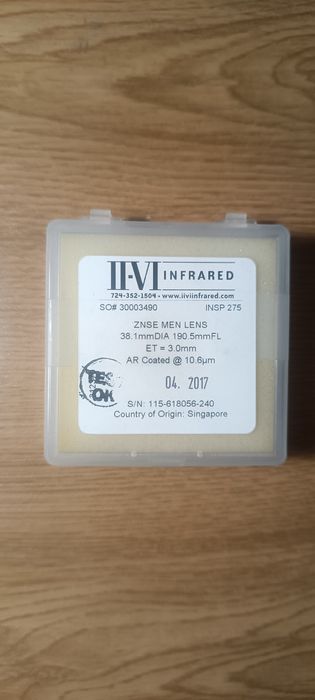 II-VI INFRARED
724-352-1504 • www.iiviinfrared.com
SO# 30003490 INSP 275
ZNSE MEN LENS
38.1mmDIA 190.5mmFL
ET = 3.0mm
AR Coated @ 10.6µm
OK
04. 2017
S/N: 115-618056-240
Country of Origin: Singapore